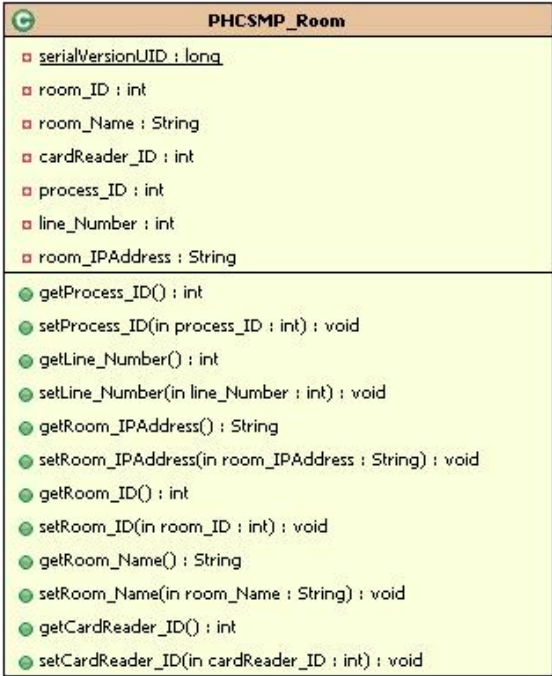 C PHCSMP_Room
serialVersionUID : long
room_ID : int
room_Name : String
cardReader_ID : int
process_ID : int
line_Number : int
room_IPAddress : String
getProcess_ID() : int
setProcess_ID(in process_ID : int) : void
getLine_Number() : int
setLine_Number(in line_Number : int) : void
getRoom_IPAddress() : String
setRoom_IPAddress(in room_IPAddress : String) : void
getRoom_ID() : int
setRoom_ID(in room_ID : int) : void
getRoom_Name() : String
setRoom_Name(in room_Name : String) : void
getCardReader_ID() : int
setCardReader_ID(in cardReader_ID : int) : void